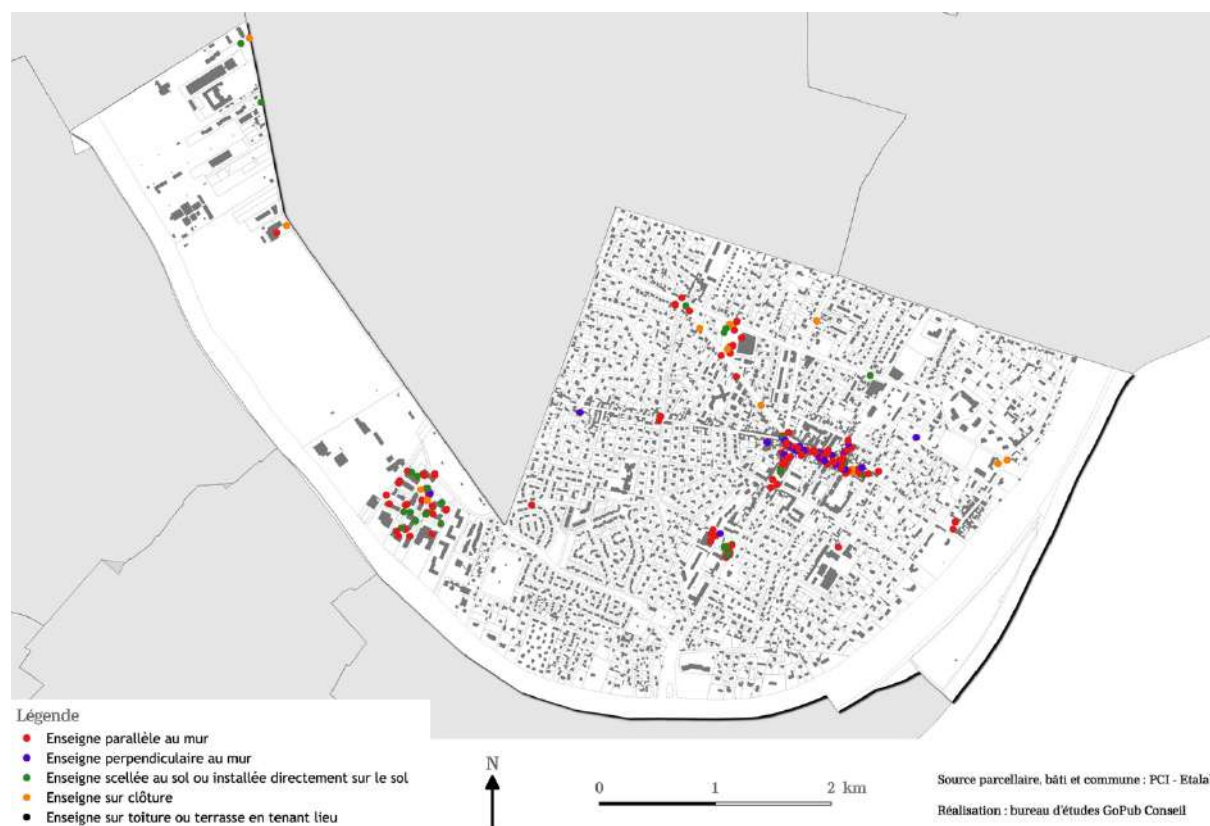 Légende
Enseigne parallèle au mur
Enseigne perpendiculaire au mur
Enseigne scellée au sol ou installée directement sur le sol
Enseigne sur clôture
Enseigne sur toiture ou terrasse en tenant lieu
N
0 1 2 km
Source parcellaire, bâti et commune : PCI - Etala
Réalisation : bureau d'études GoPub Conseil